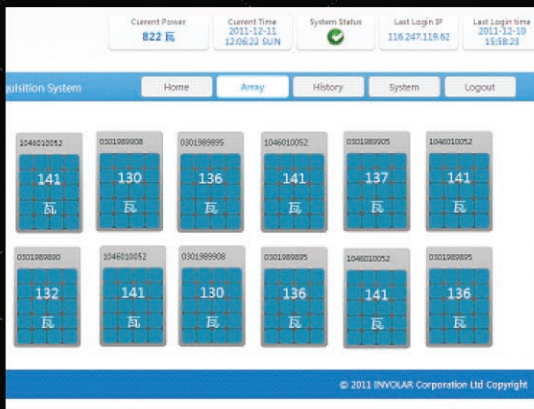 Current Power
822 瓦
Current Time
2011-12-11
12:06:22 SUN
System Status
Last Login IP
116.247.119.62
Last Login time
2011-12-10
15:58:23
quisition System
Home
Array
History
System
Logout
1046010052
0301989908
0301989895
1046010052
0301989905
1046010052
141
130
136
141
137
141
瓦
瓦
瓦
瓦
瓦
瓦
0301989890
1046010052
0301989908
0301989895
1046010052
0301989895
132
141
130
136
141
136
瓦
瓦
瓦
瓦
瓦
瓦
© 2011 INVOLAR Corporation Ltd Copyright